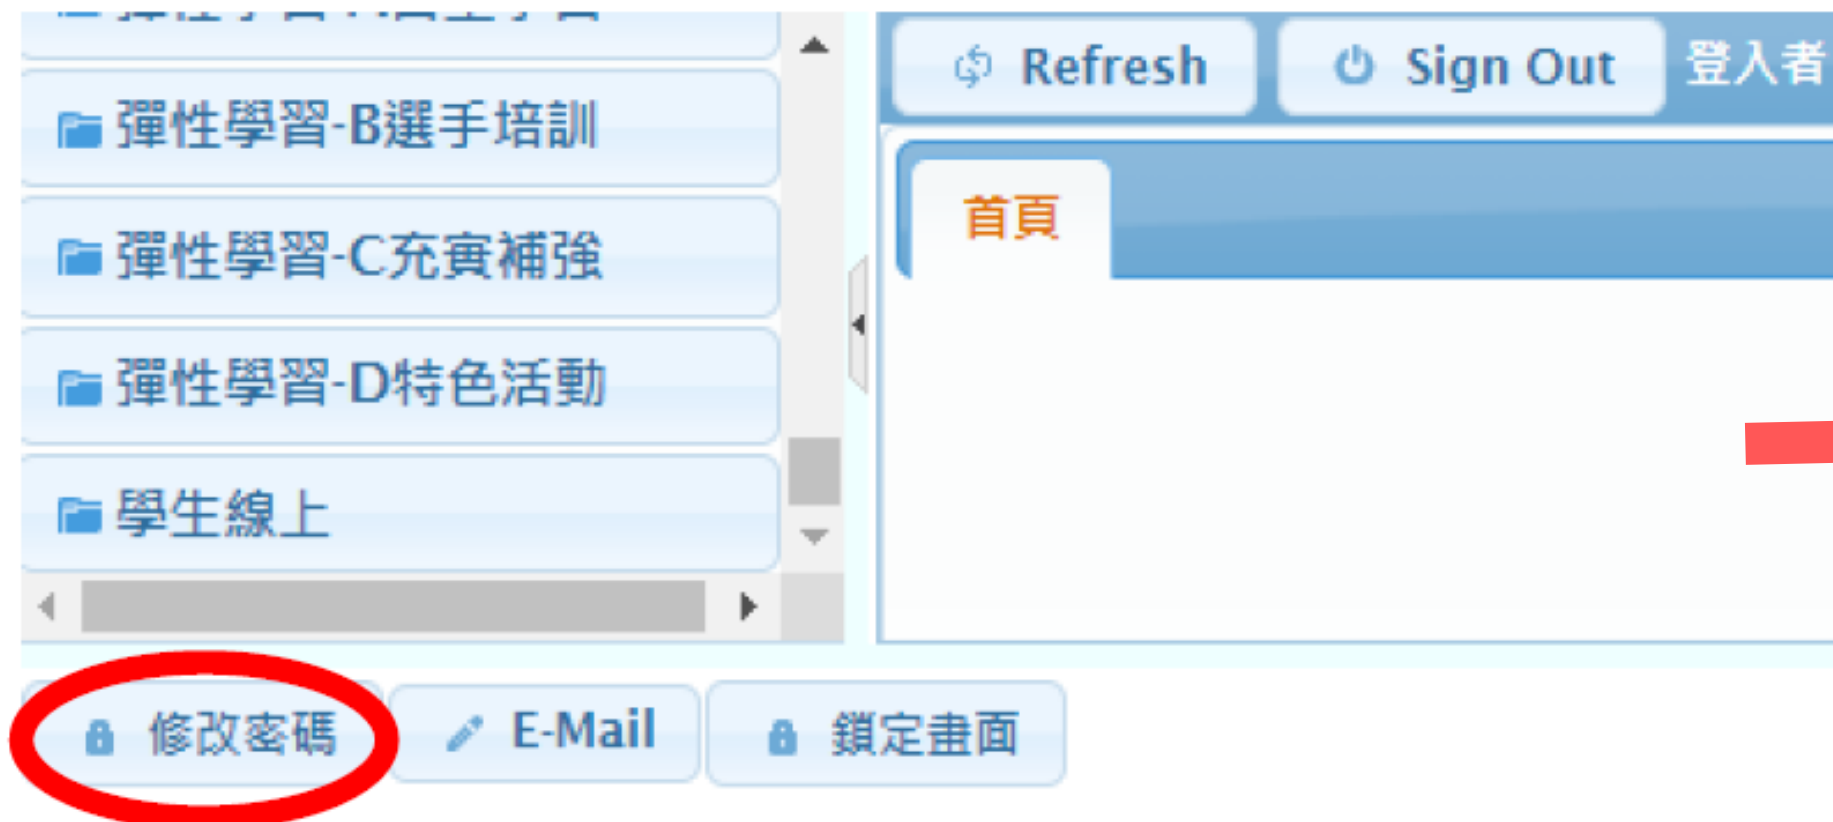 彈性學習-B選手培訓
彈性學習-C充實補強
彈性學習-D特色活動
學生線上
Refresh
Sign Out
登入者
首頁
修改密碼
E-Mail
鎖定畫面